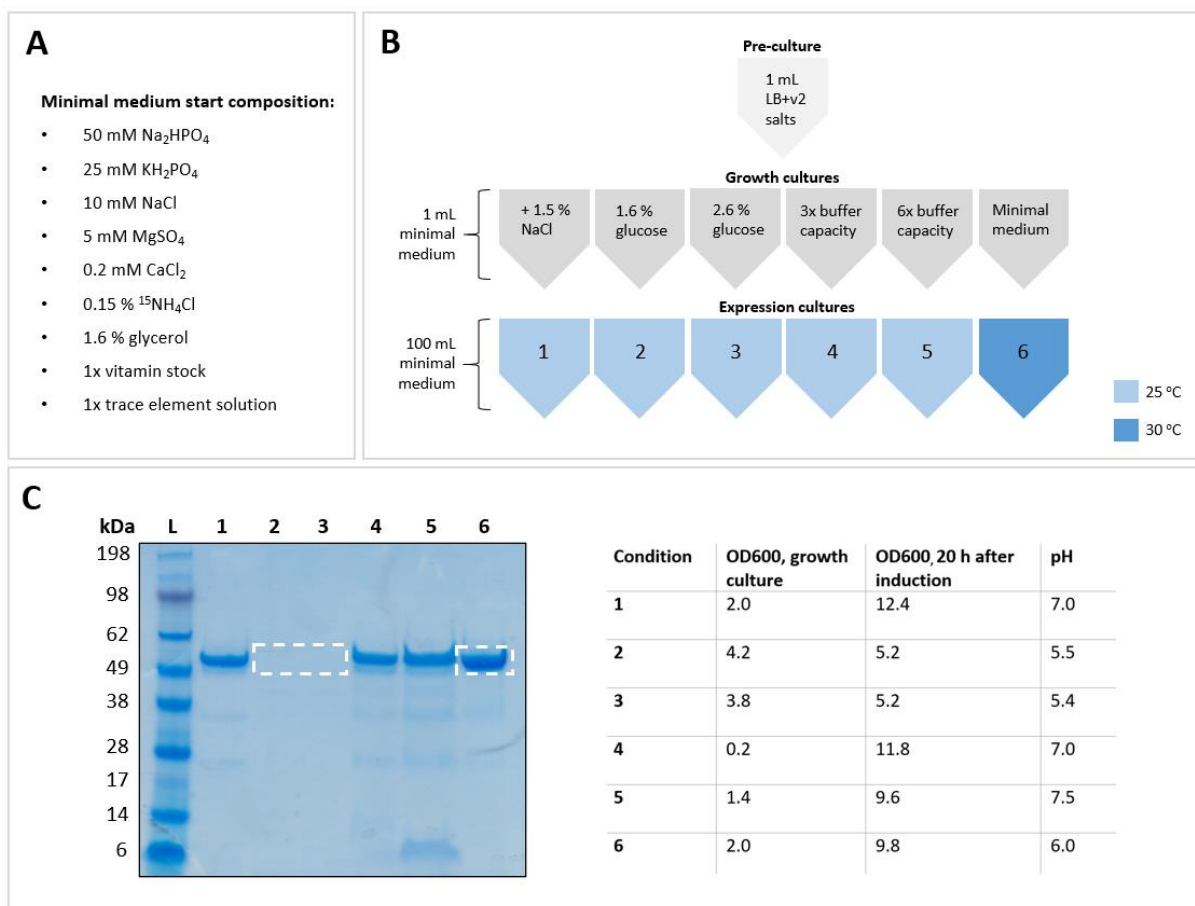 A
Minimal medium start composition:
• 50 mM Na₂HPO₄
• 25 mM KH₂PO₄
• 10 mM NaCl
• 5 mM MgSO₄
• 0.2 mM CaCl₂
• 0.15 % ¹⁵NH₄Cl
• 1.6 % glycerol
• 1x vitamin stock
• 1x trace element solution
B
Pre-culture
1 mL
LB+v2
salts
Growth cultures
1 mL
minimal
medium
+ 1.5 %
NaCl
1.6 %
glucose
2.6 %
glucose
3x buffer
capacity
6x buffer
capacity
Minimal
medium
Expression cultures
100 mL
minimal
medium
1 2 3 4 5 6
25 °C
30 °C
C
kDa L 1 2 3 4 5 6
198
98
62
49
38
28
17
14
6
Condition OD600, growth culture OD600, 20 h after induction pH
1 2.0 12.4 7.0
2 4.2 5.2 5.5
3 3.8 5.2 5.4
4 0.2 11.8 7.0
5 1.4 9.6 7.5
6 2.0 9.8 6.0